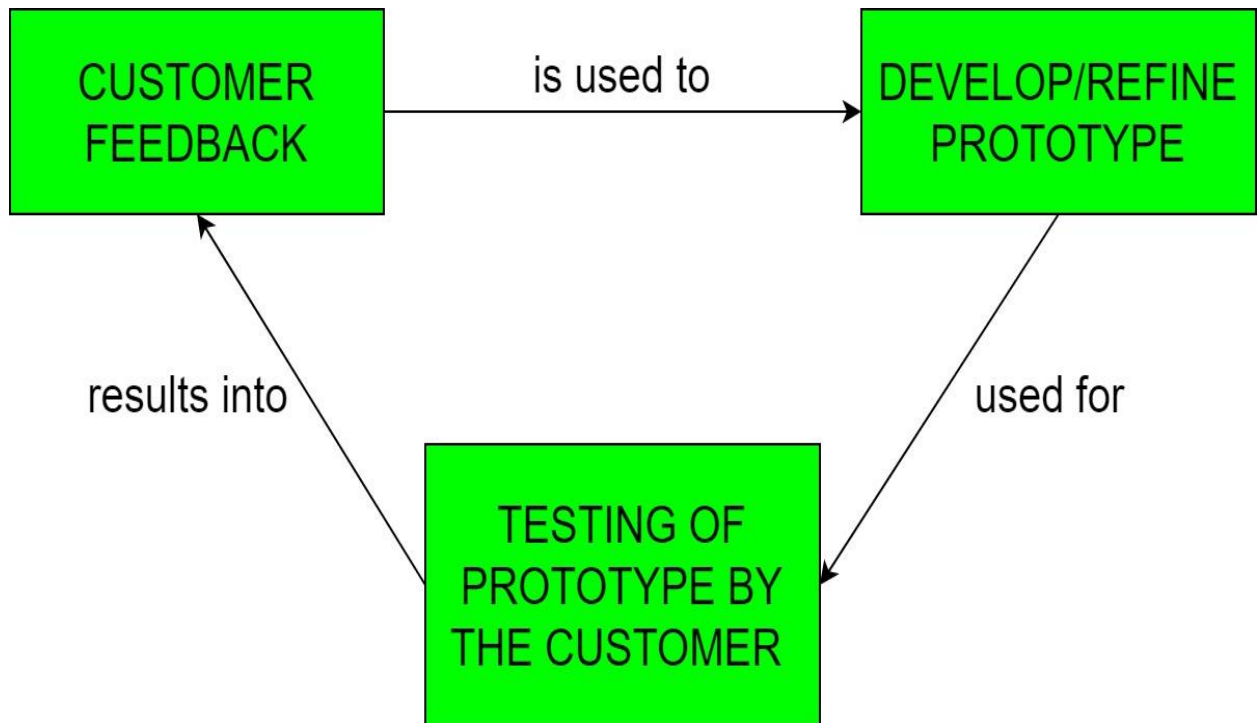 CUSTOMER
FEEDBACK
is used to
DEVELOP/REFINE
PROTOTYPE
results into
used for
TESTING OF
PROTOTYPE BY
THE CUSTOMER